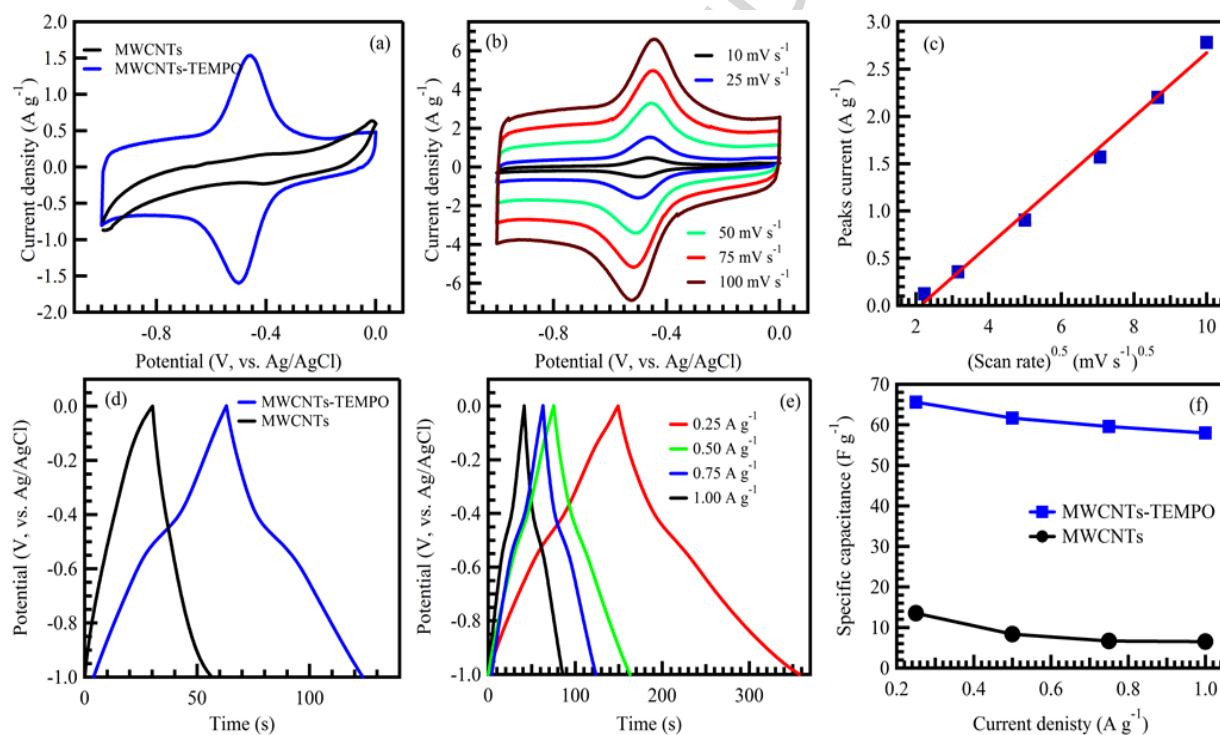 (a)
MWCNTs
MWCNTs-TEMPO
2.0
1.5
1.0
0.5
0.0
-0.5
-1.0
-1.5
-2.0
Current density (A g⁻¹)
-0.8
-0.4
0.0
Potential (V, vs. Ag/AgCl)
(b)
10 mV s⁻¹
25 mV s⁻¹
50 mV s⁻¹
75 mV s⁻¹
100 mV s⁻¹
6
4
2
0
-2
-4
-6
Current density (A g⁻¹)
-0.8
-0.4
0.0
Potential (V, vs. Ag/AgCl)
(c)
3.0
2.5
2.0
1.5
1.0
0.5
0.0
Peaks current (A g⁻¹)
2
4
6
8
10
(Scan rate)⁰·⁵ (mV s⁻¹)⁰·⁵
(d)
MWCNTs-TEMPO
MWCNTs
0.0
-0.2
-0.4
-0.6
-0.8
-1.0
Potential (V, vs. Ag/AgCl)
0
50
100
Time (s)
(e)
0.25 A g⁻¹
0.50 A g⁻¹
0.75 A g⁻¹
1.00 A g⁻¹
0.0
-0.2
-0.4
-0.6
-0.8
-1.0
Potential (V, vs. Ag/AgCl)
0
100
200
300
Time (s)
(f)
MWCNTs-TEMPO
MWCNTs
70
60
50
40
30
20
10
0
Specific capacitance (F g⁻¹)
0.2
0.4
0.6
0.8
1.0
Current denisty (A g⁻¹)